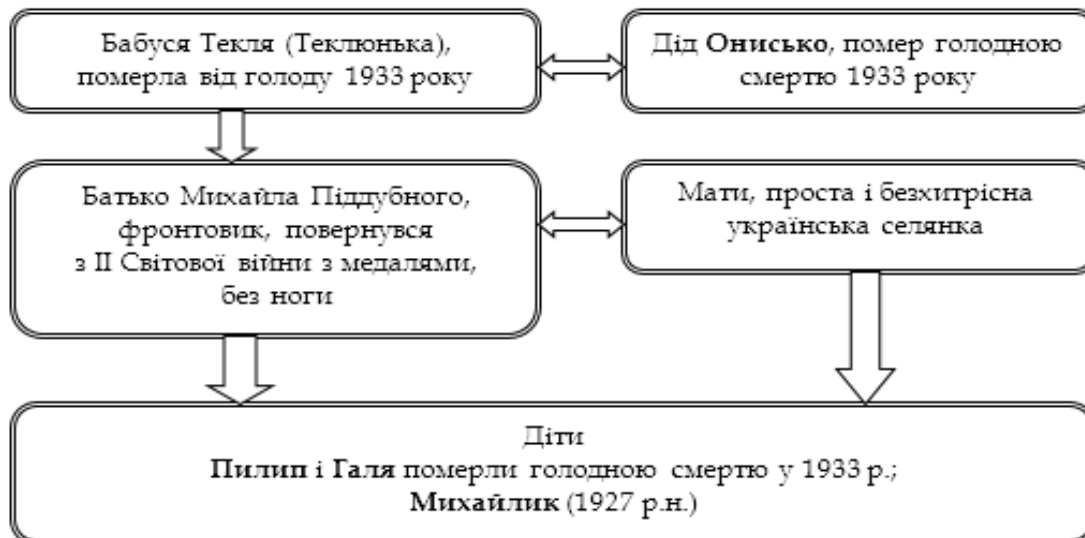 Бабуся Текля (Теклюнька),
померла від голоду 1933 року
Дід Онисько, помер голодною
смертю 1933 року
Батько Михайла Піддубного,
фронтовик, повернувся
з ІІ Світової війни з медалями,
без ноги
Мати, проста і безхитрісна
українська селянка
Діти
Пилип і Галя померли голодною смертю у 1933 р.;
Михайлик (1927 р.н.)